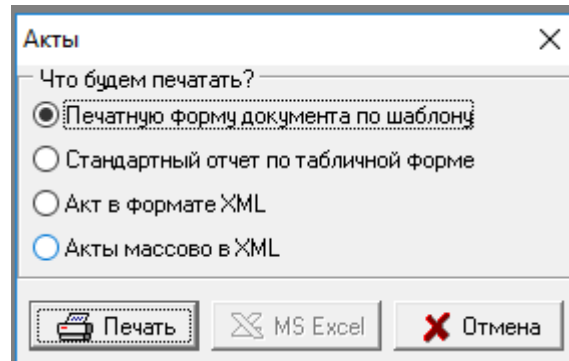 Акты
Что будем печатать?
Печатную форму документа по шаблону
Стандартный отчет по табличной форме
Акт в формате XML
Акты массово в XML
Печать MS Excel Отмена